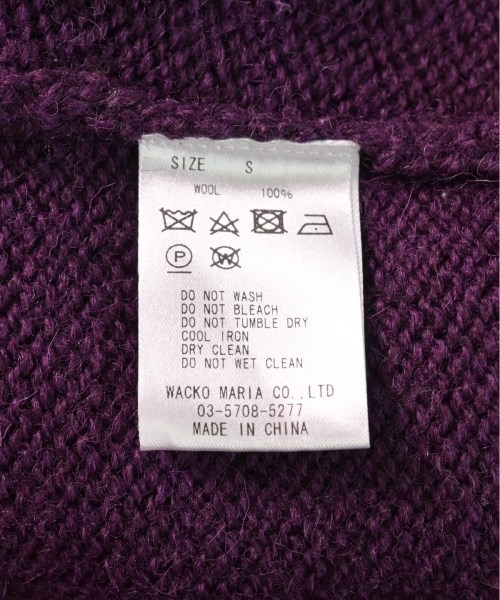 SIZE S
WOOL 100%
P W
DO NOT WASH
DO NOT BLEACH
DO NOT TUMBLE DRY
COOL IRON
DRY CLEAN
DO NOT WET CLEAN
WACKO MARIA CO.,LTD
03-5708-5277
MADE IN CHINA